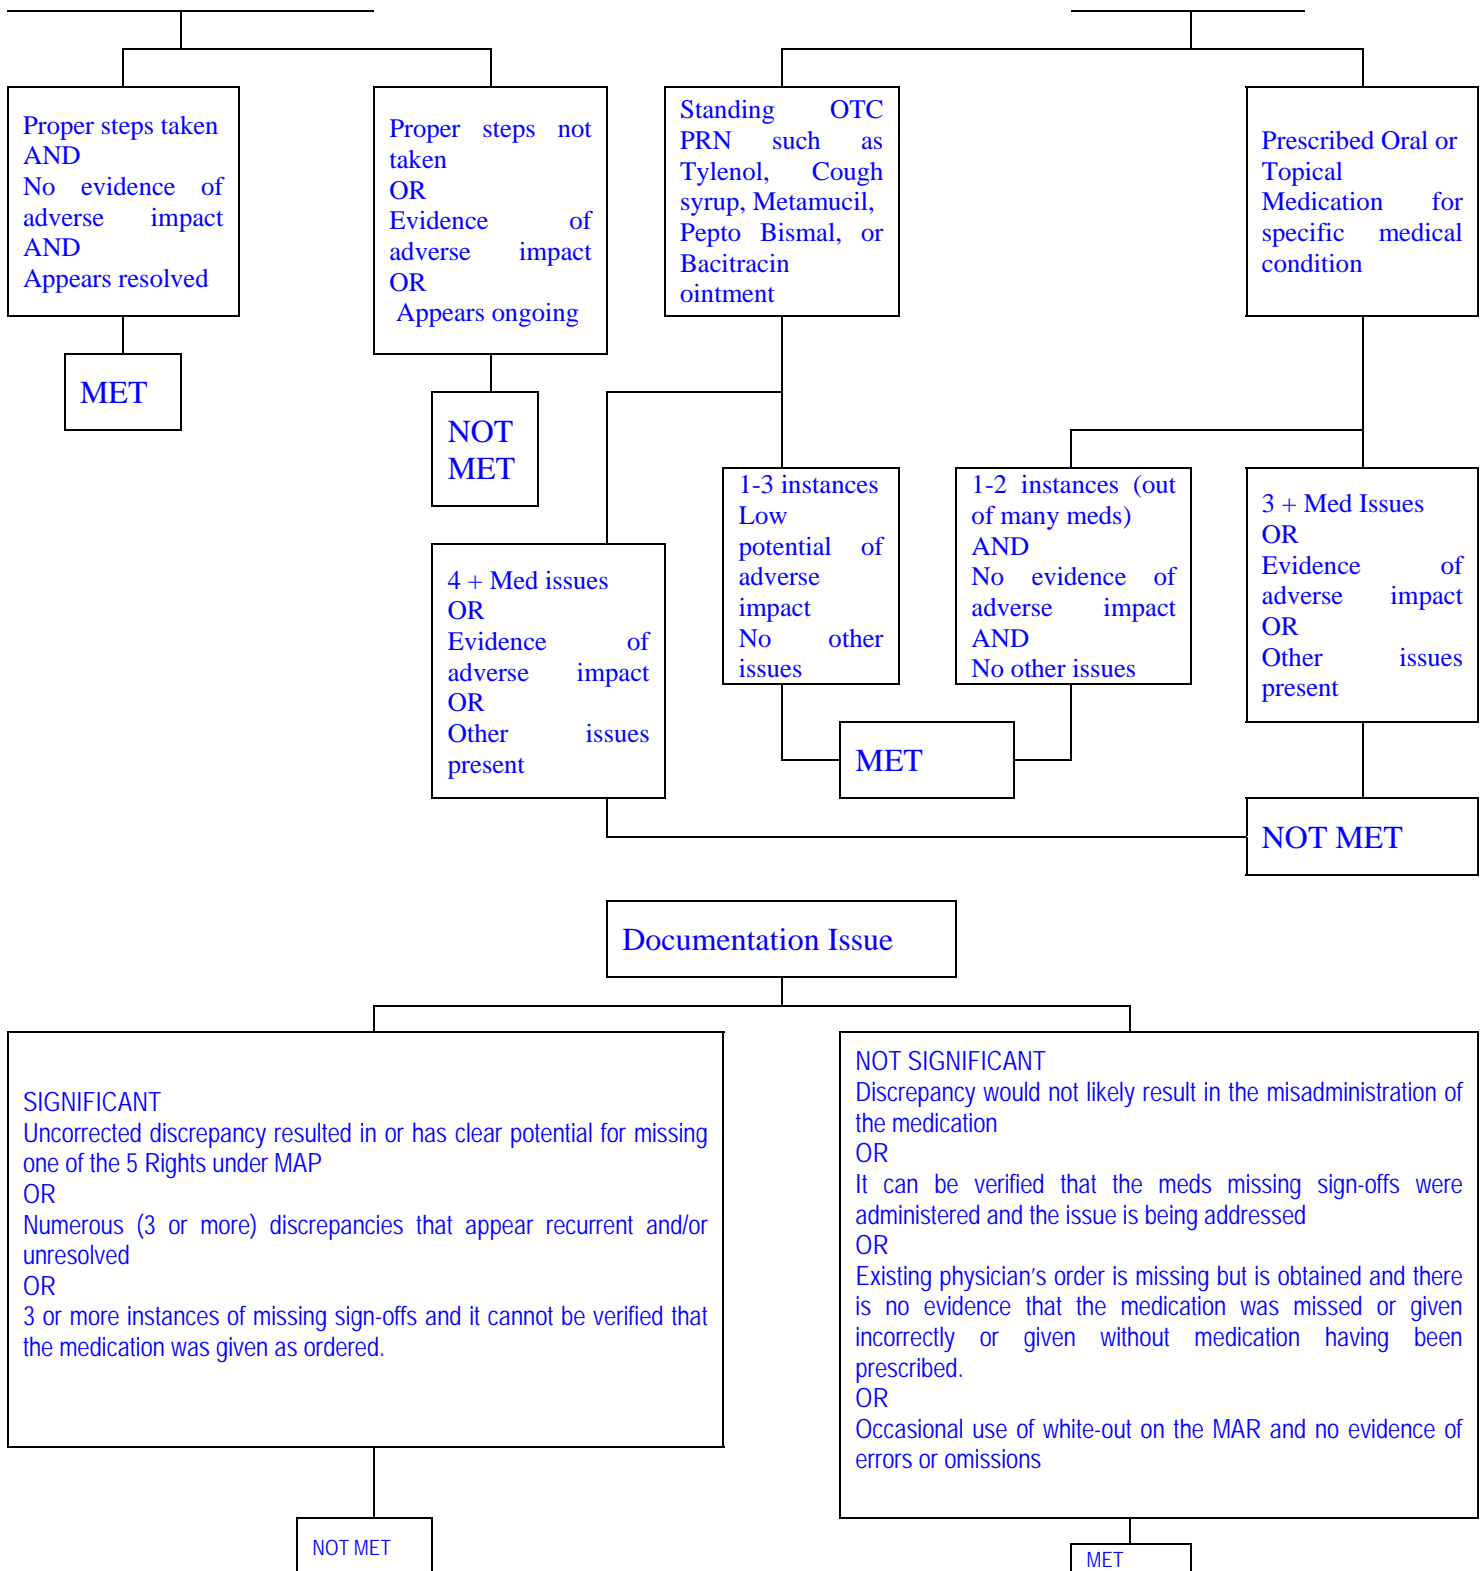 Proper steps taken
AND
No evidence of
adverse impact
AND
Appears resolved
Proper steps not
taken
OR
Evidence of
adverse impact
OR
Appears ongoing
Standing OTC
PRN such as
Tylenol, Cough
syrup, Metamucil,
Pepto Bismal, or
Bacitracin
ointment
Prescribed Oral or
Topical
Medication for
specific medical
condition
MET
NOT
MET
4 + Med issues
OR
Evidence of
adverse impact
OR
Other issues
present
1-3 instances
Low
potential of
adverse
impact
No other
issues
1-2 instances (out
of many meds)
AND
No evidence of
adverse impact
AND
No other issues
3 + Med Issues
OR
Evidence of
adverse impact
OR
Other issues
present
MET
NOT MET
Documentation Issue
SIGNIFICANT
Uncorrected discrepancy resulted in or has clear potential for missing
one of the 5 Rights under MAP
OR
Numerous (3 or more) discrepancies that appear recurrent and/or
unresolved
OR
3 or more instances of missing sign-offs and it cannot be verified that
the medication was given as ordered.
NOT SIGNIFICANT
Discrepancy would not likely result in the misadministration of
the medication
OR
It can be verified that the meds missing sign-offs were
administered and the issue is being addressed
OR
Existing physician's order is missing but is obtained and there
is no evidence that the medication was missed or given
incorrectly or given without medication having been
prescribed.
OR
Occasional use of white-out on the MAR and no evidence of
errors or omissions
NOT MET
MET